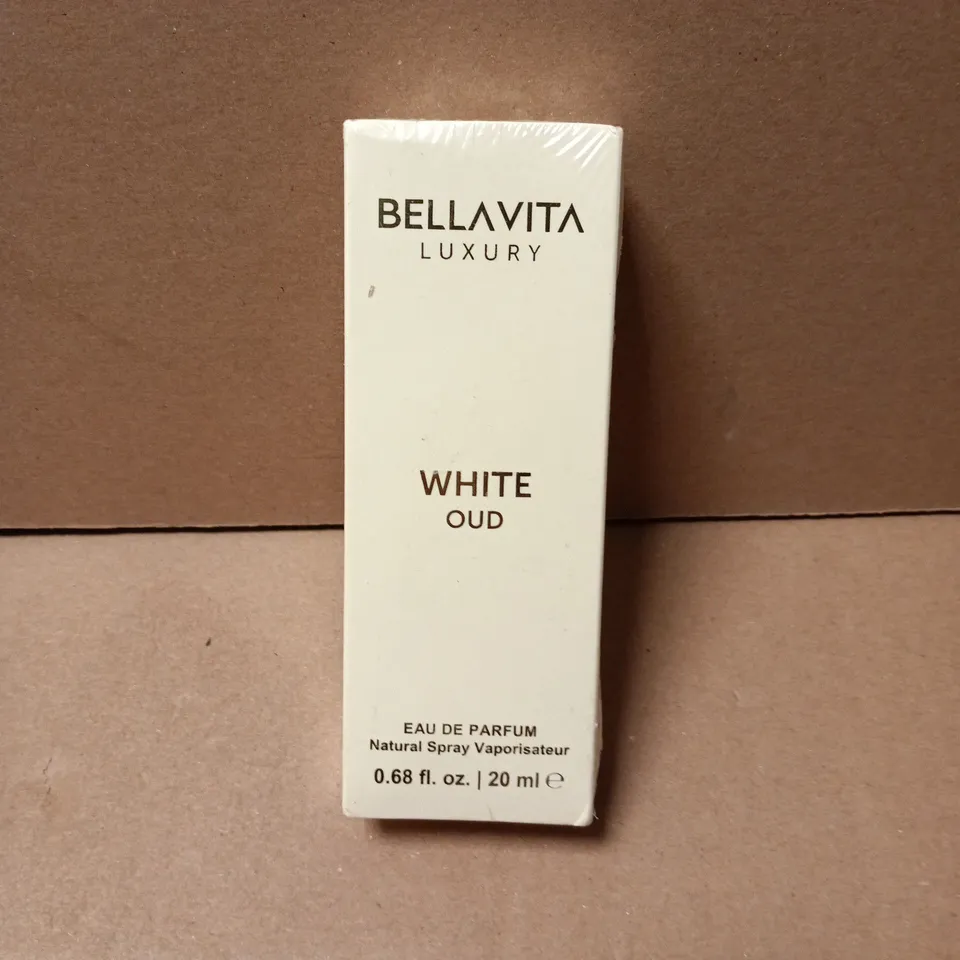 BELLAVITA
LUXURY
WHITE
OUD
EAU DE PARFUM
Natural Spray Vaporisateur
0.68 fl. oz. | 20 ml ℮